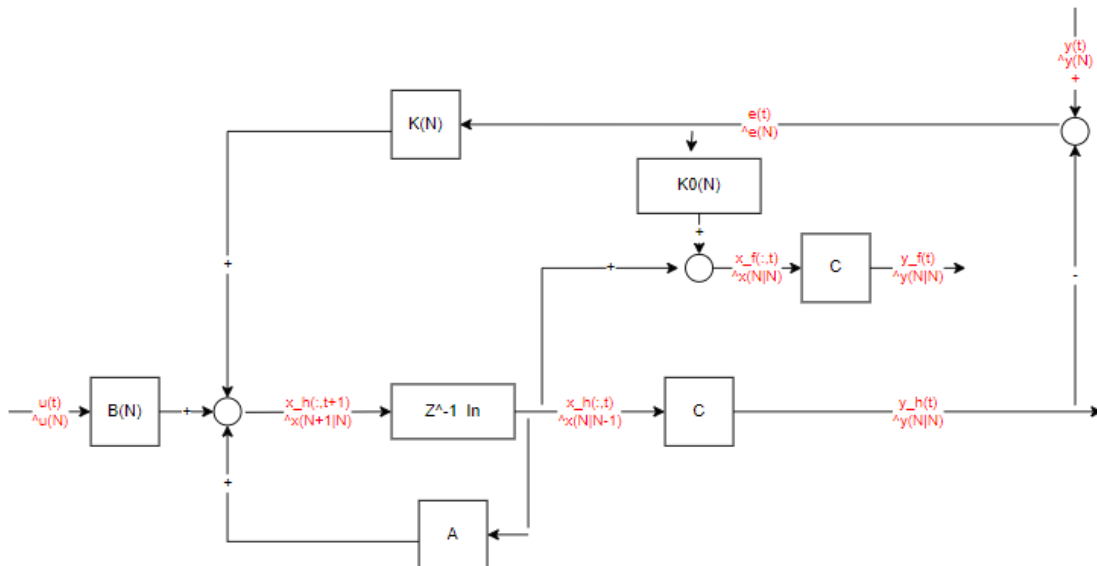 y(t)
^y(N)
+
K(N)
e(t)
^e(N)
K0(N)
+
+
+
x_f(:,t)
^x(N|N)
C
y_f(t)
^y(N|N)
-
u(t)
^u(N)
B(N)
+
x_h(:,t+1)
^x(N+1|N)
Z^-1 In
x_h(:,t)
^x(N|N-1)
C
y_h(t)
^y(N|N)
+
A